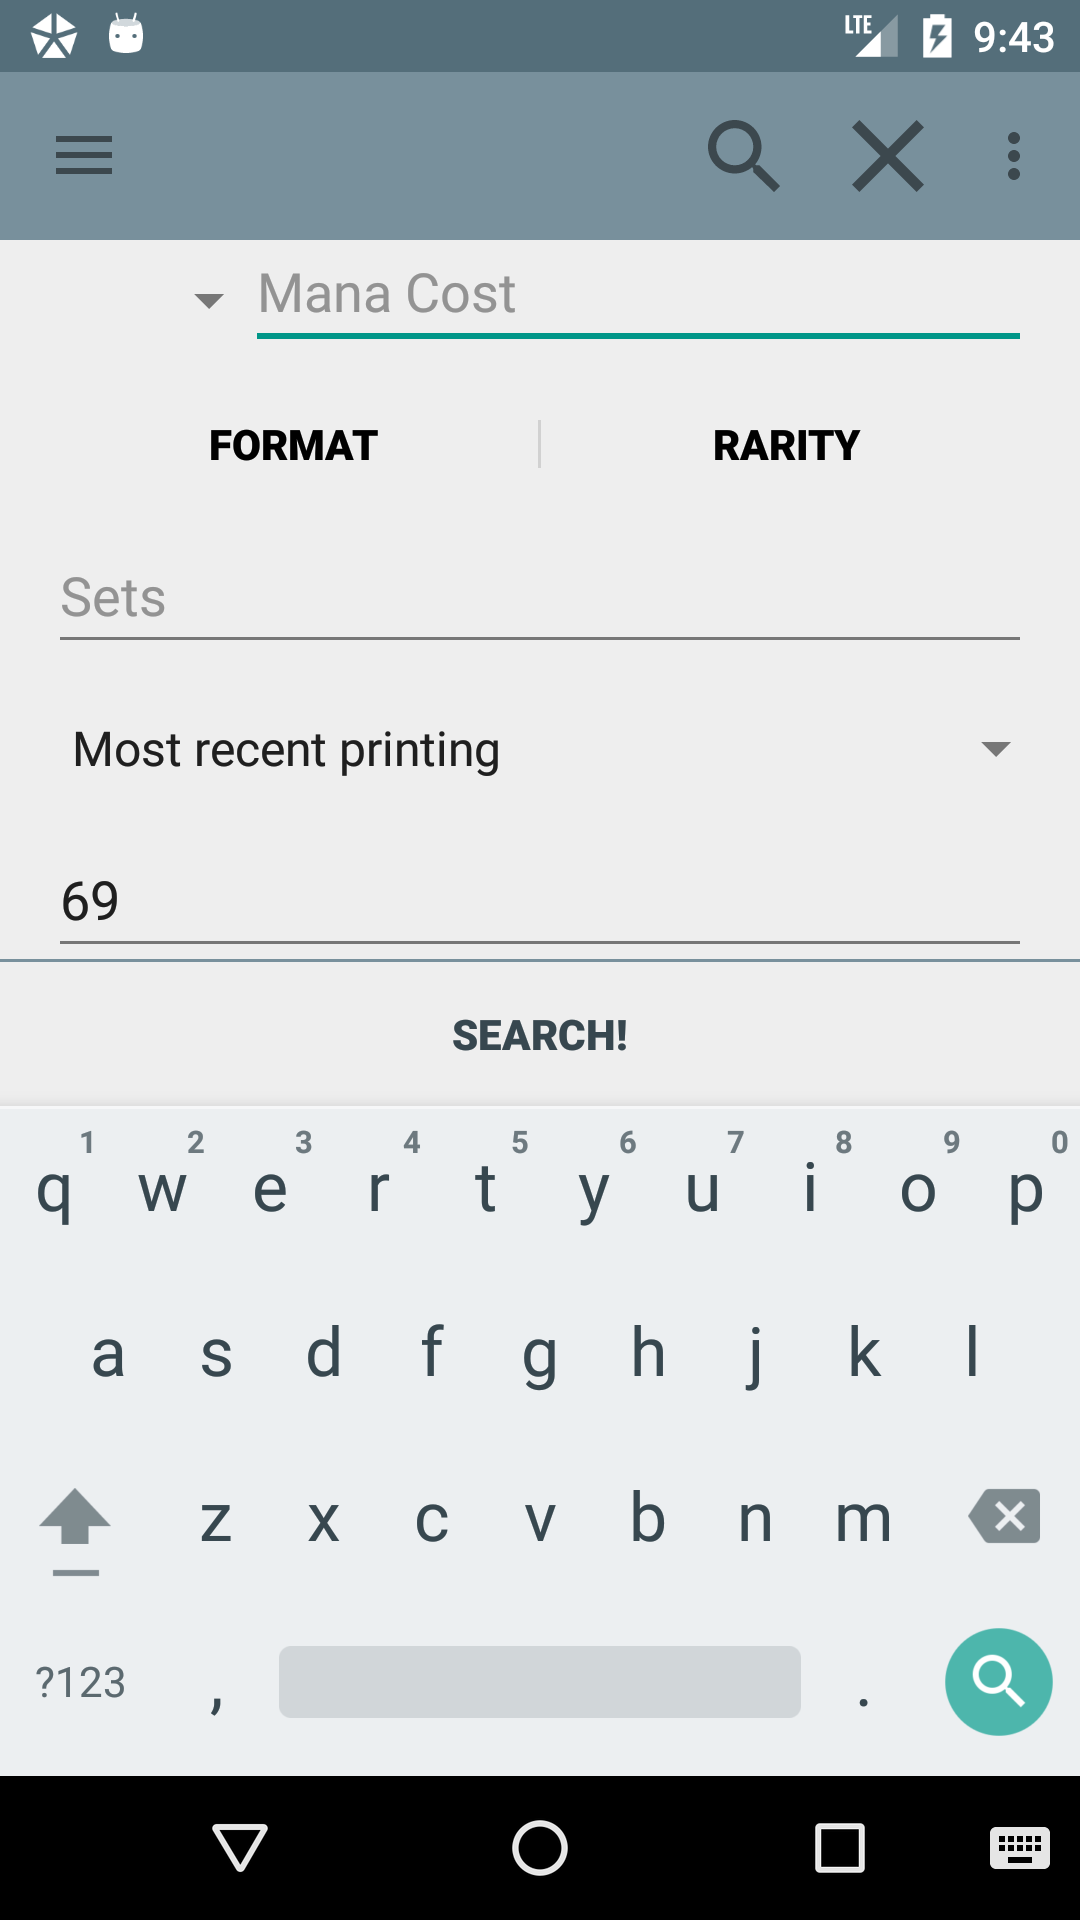 LTE 9:43
Mana Cost
FORMAT RARITY
Sets
Most recent printing
69
SEARCH!
1 2 3 4 5 6 7 8 9 0
q w e r t y u i o p
a s d f g h j k l
z x c v b n m
?123 , .